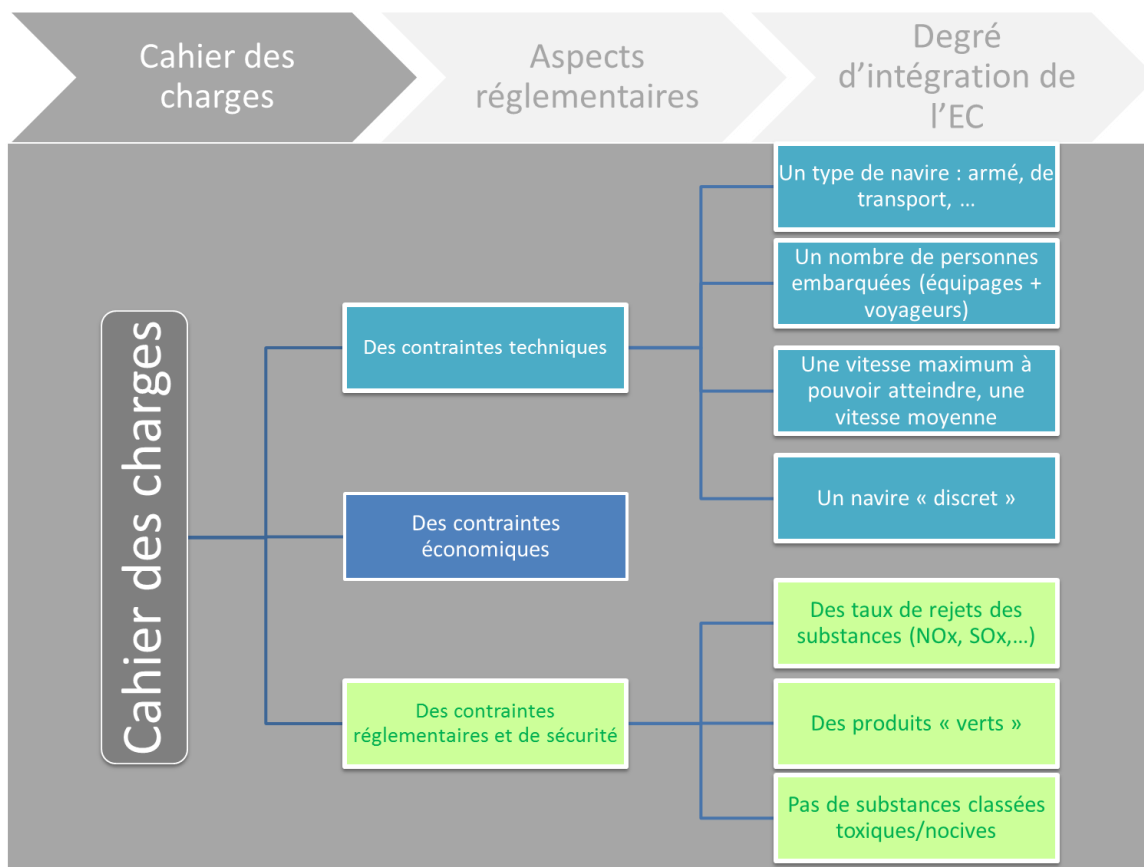 Cahier des
charges
Aspects
réglementaires
Degré
d’intégration de
l’EC
Cahier des charges
Des contraintes techniques
Un type de navire : armé, de
transport, …
Un nombre de personnes
embarquées (équipages +
voyageurs)
Une vitesse maximum à
pouvoir atteindre, une
vitesse moyenne
Un navire « discret »
Des contraintes
économiques
Des contraintes
réglementaires et de sécurité
Des taux de rejets des
substances (NOx, SOx,…)
Des produits « verts »
Pas de substances classées
toxiques/nocives